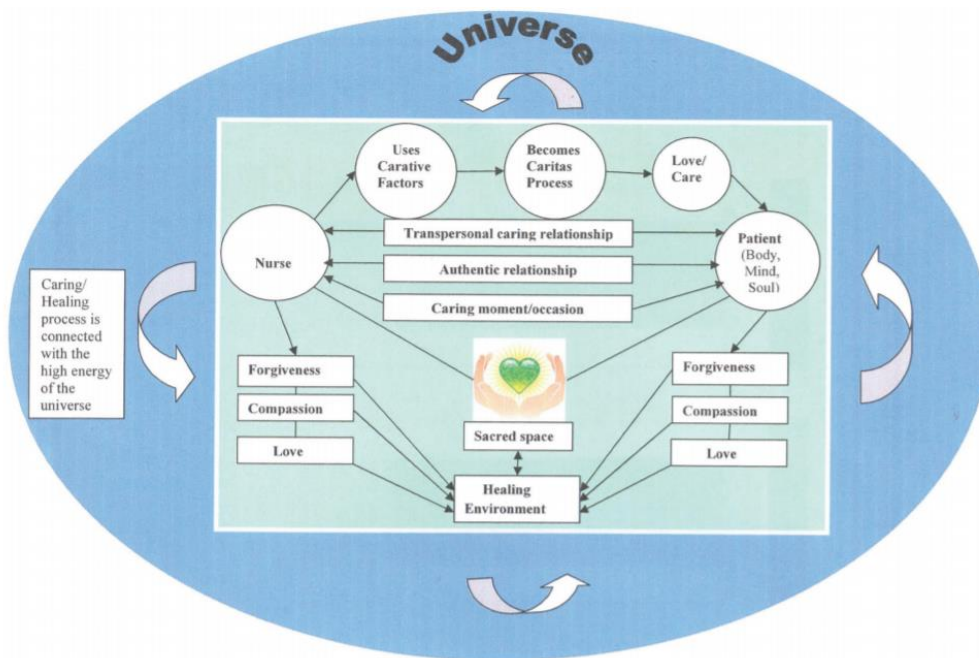 Universe
Uses
Carative
Factors
Becomes
Caritas
Process
Love/
Care
Transpersonal caring relationship
Nurse
Authentic relationship
Patient
(Body,
Mind,
Soul)
Caring moment/occasion
Caring/
Healing
process is
connected
with the
high energy
of the
universe
Forgiveness
Compassion
Love
Forgiveness
Compassion
Love
Sacred space
Healing
Environment